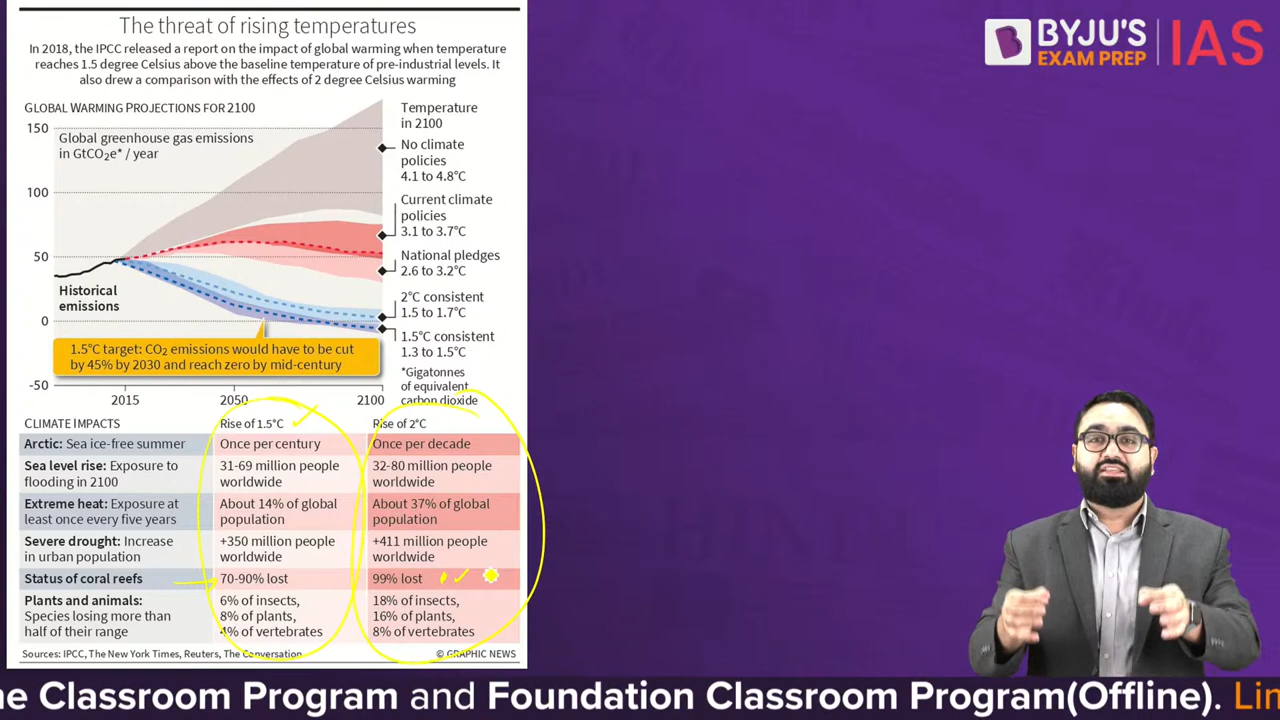 The threat of rising temperatures
In 2018, the IPCC released a report on the impact of global warming when temperature
reaches 1.5 degree Celsius above the baseline temperature of pre-industrial levels. It
also drew a comparison with the effects of 2 degree Celsius warming
GLOBAL WARMING PROJECTIONS FOR 2100
150
Global greenhouse gas emissions
in GtCO₂e* / year
100
50
Historical
emissions
0
1.5°C target: CO₂ emissions would have to be cut
by 45% by 2030 and reach zero by mid-century
-50
2015 2050 2100
Temperature
in 2100
No climate
policies
4.1 to 4.8°C
Current climate
policies
3.1 to 3.7°C
National pledges
2.6 to 3.2°C
2°C consistent
1.5 to 1.7°C
1.5°C consistent
1.3 to 1.5°C
*Gigatonnes
of equivalent
carbon dioxide
CLIMATE IMPACTS Rise of 1.5°C Rise of 2°C
Arctic: Sea ice-free summer Once per century Once per decade
Sea level rise: Exposure to 31-69 million people 32-80 million people
flooding in 2100 worldwide worldwide
Extreme heat: Exposure at About 14% of global About 37% of global
least once every five years population population
Severe drought: Increase +350 million people +411 million people
in urban population worldwide worldwide
Status of coral reefs 70-90% lost 99% lost
Plants and animals: 6% of insects, 18% of insects,
Species losing more than 8% of plants, 16% of plants,
half of their range 4% of vertebrates 8% of vertebrates
Sources: IPCC, The New York Times, Reuters, The Conversation © GRAPHIC NEWS
BYJU'S
EXAM PREP
IAS
ne Classroom Program and Foundation Classroom Program(Offline). Lin